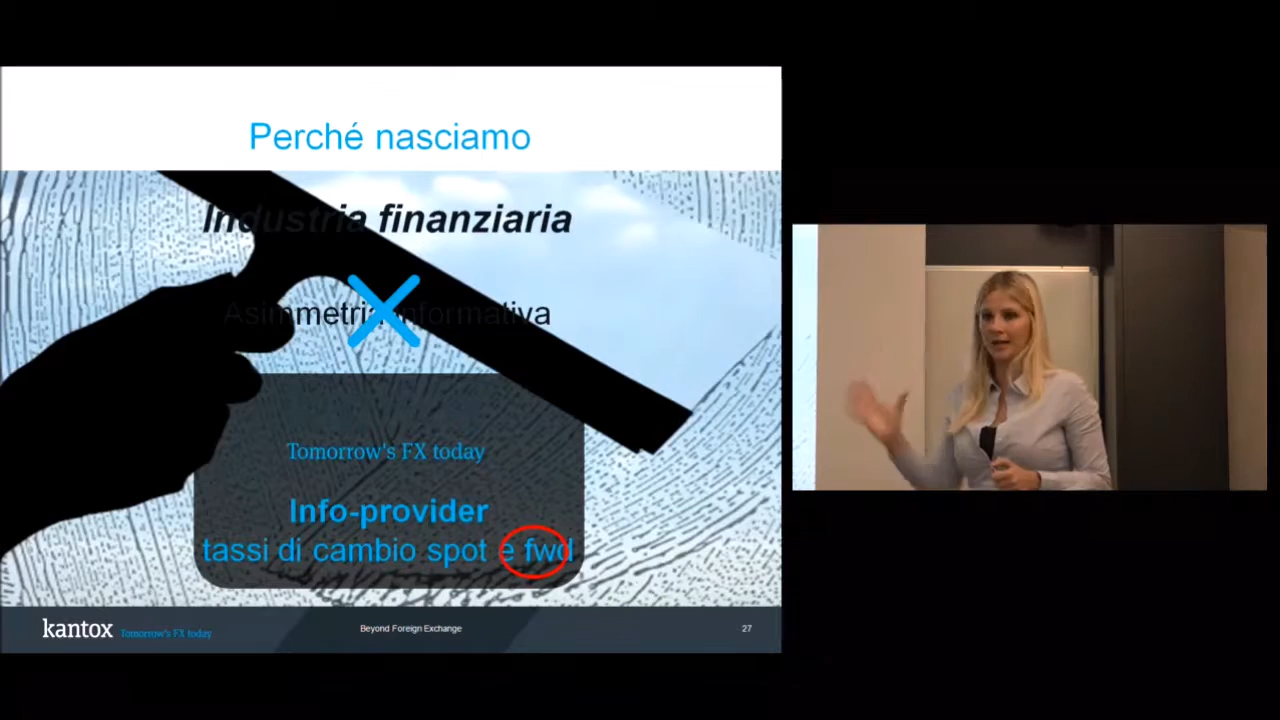 Perché nasciamo
Industria finanziaria
Asimmetria informativa
Tomorrow's FX today
Info-provider
tassi di cambio spot e fwd
kantox Tomorrow's FX today
Beyond Foreign Exchange
27